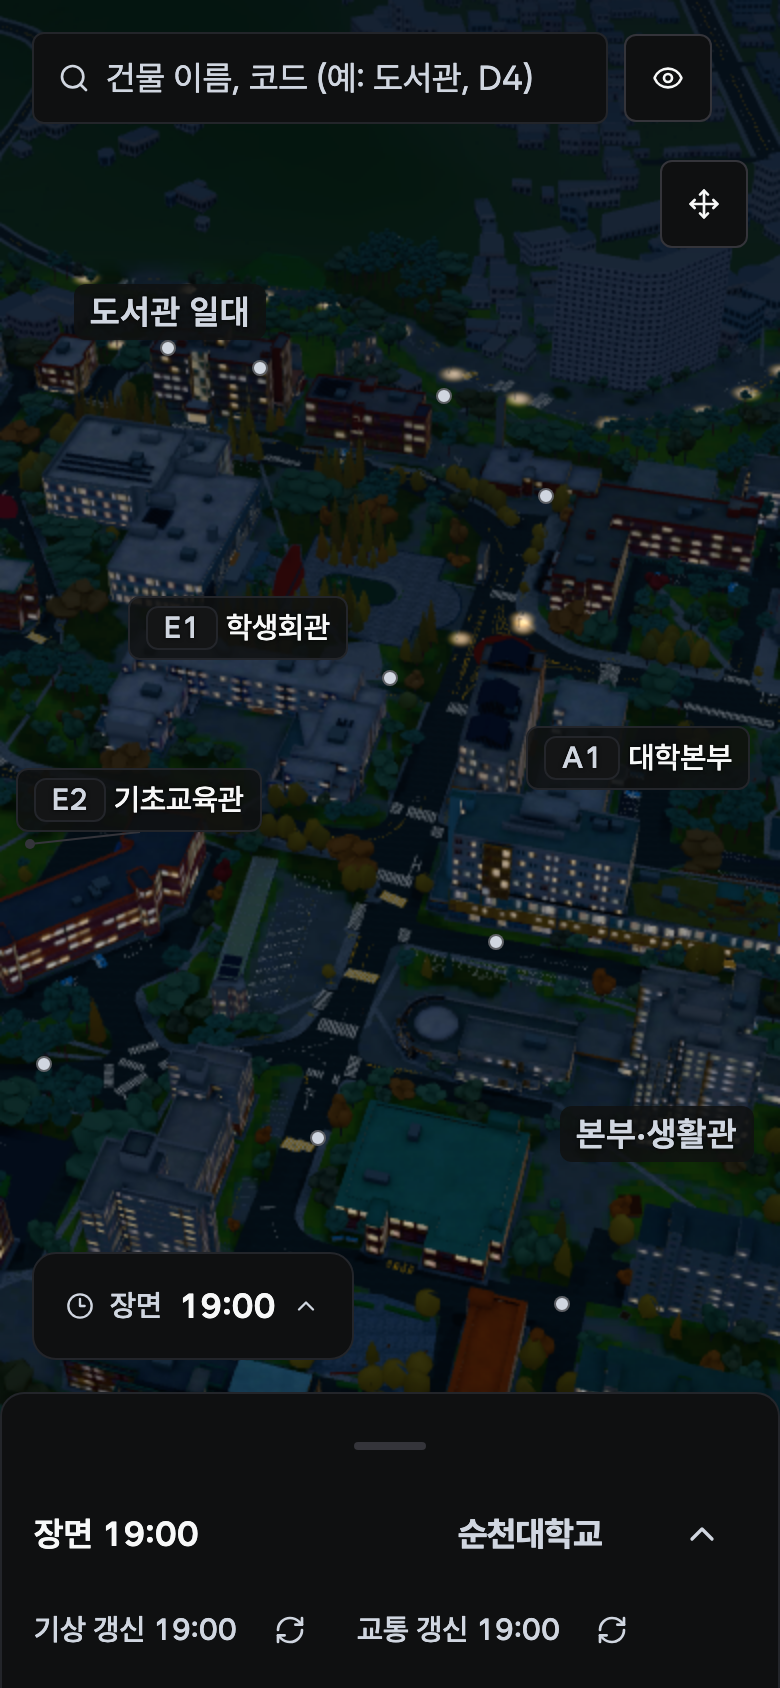 건물 이름, 코드 (예: 도서관, D4)
도서관 일대
E1 학생회관
A1 대학본부
E2 기초교육관
본부·생활관
장면 19:00
장면 19:00
순천대학교
기상 갱신 19:00
교통 갱신 19:00